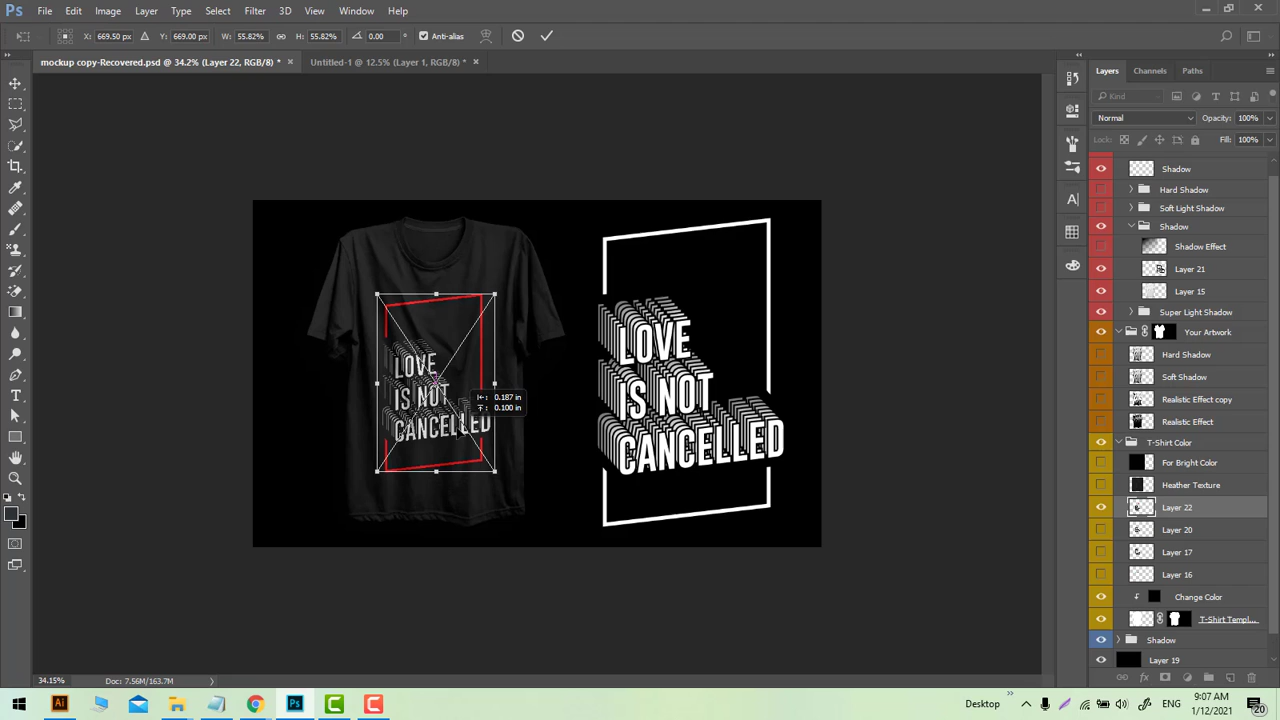 Ps File Edit Image Layer Type Select Filter 3D View Window Help
X: 669.50 px Y: 669.00 px W: 55.82% H: 55.82% 0.00 ° Anti-alias
mockup copy-Recovered.psd @ 34.2% (Layer 22, RGB/8) * × Untitled-1 @ 12.5% (Layer 1, RGB/8) * ×
Layers Channels Paths
Kind
Normal Opacity: 100%
Lock: Fill: 100%
Shadow
Hard Shadow
Soft Light Shadow
Shadow
Shadow Effect
Layer 21
Layer 15
Super Light Shadow
Your Artwork
Hard Shadow
Soft Shadow
Realistic Effect copy
Realistic Effect
T-Shirt Color
For Bright Color
Heather Texture
Layer 22
Layer 20
Layer 17
Layer 16
Change Color
T-Shirt Templ...
Shadow
Layer 19
LOVE
IS NOT
CANCELLED
0.187 in
0.100 in
LOVE
IS NOT
CANCELLED
34.15% Doc: 7.56M/163.7M
Ai Ps Desktop ENG 9:07 AM
1/12/2021 20